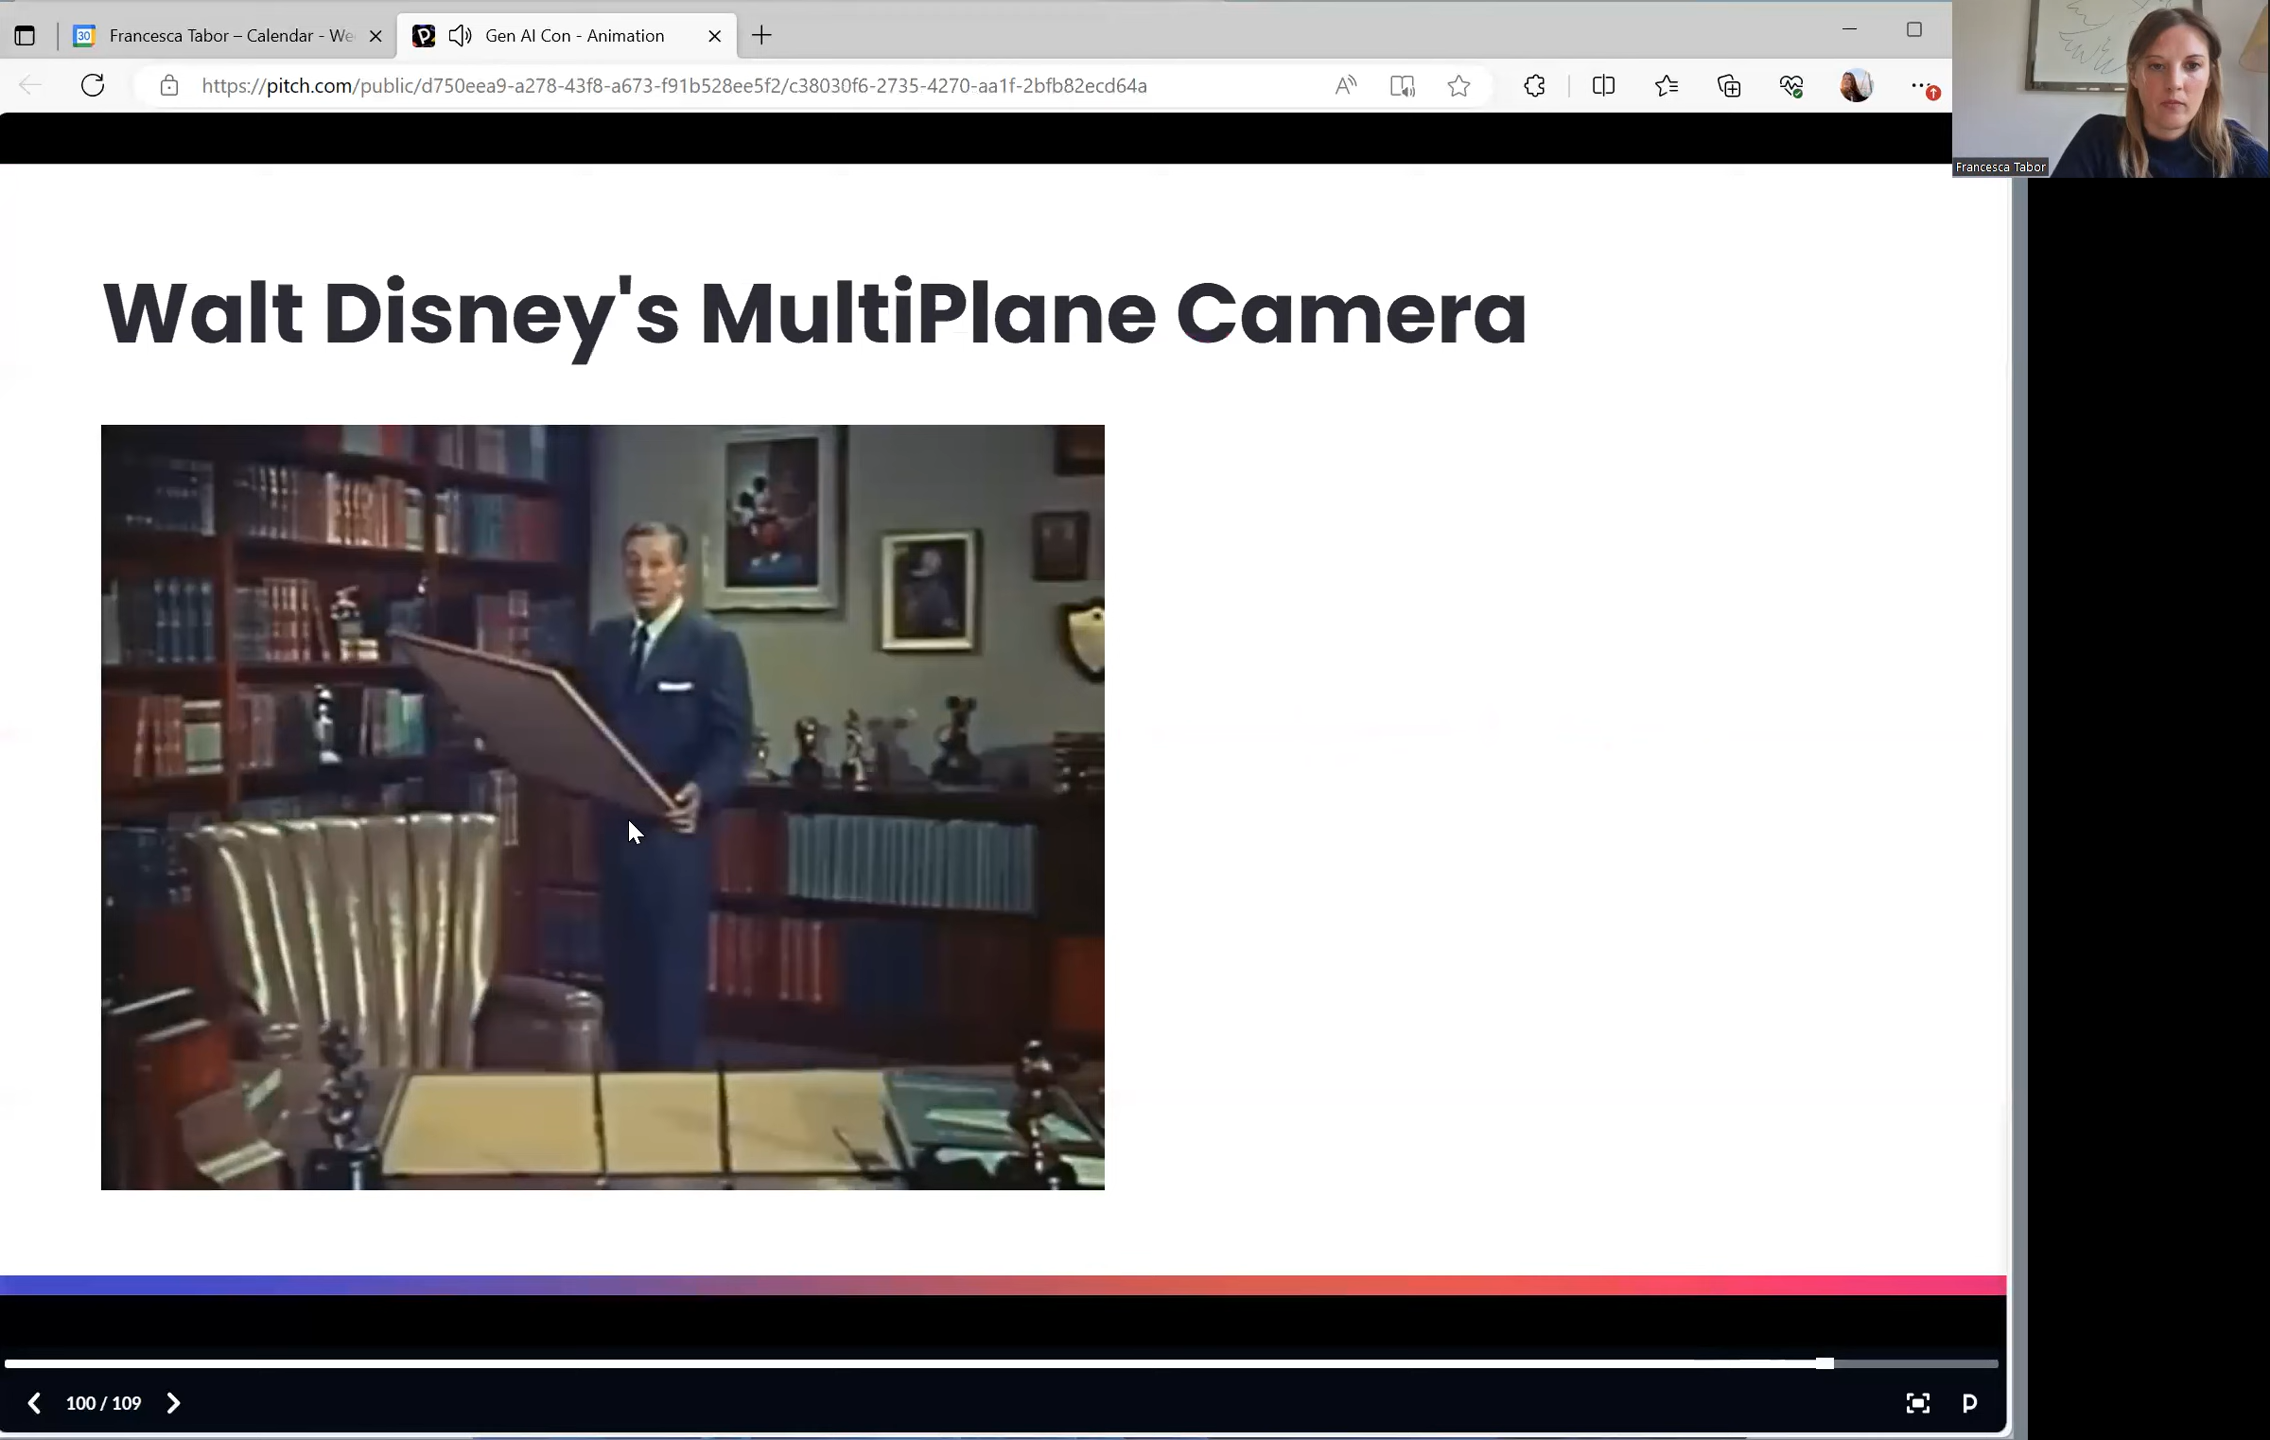 30 Francesca Tabor – Calendar - We
Gen AI Con - Animation
https://pitch.com/public/d750eea9-a278-43f8-a673-f91b528ee5f2/c38030f6-2735-4270-aa1f-2bfb82ecd64a
Francesca Tabor
Walt Disney's MultiPlane Camera
100 / 109